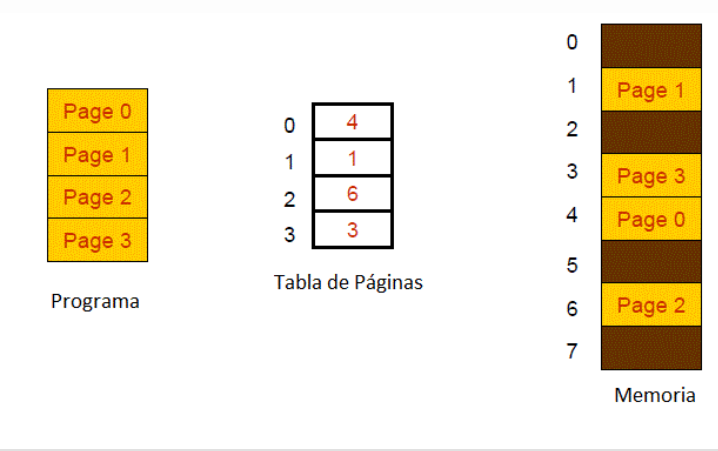 Page 0
Page 1
Page 2
Page 3
Programa
0 4
1 1
2 6
3 3
Tabla de Páginas
0
1 Page 1
2
3 Page 3
4 Page 0
5
6 Page 2
7
Memoria